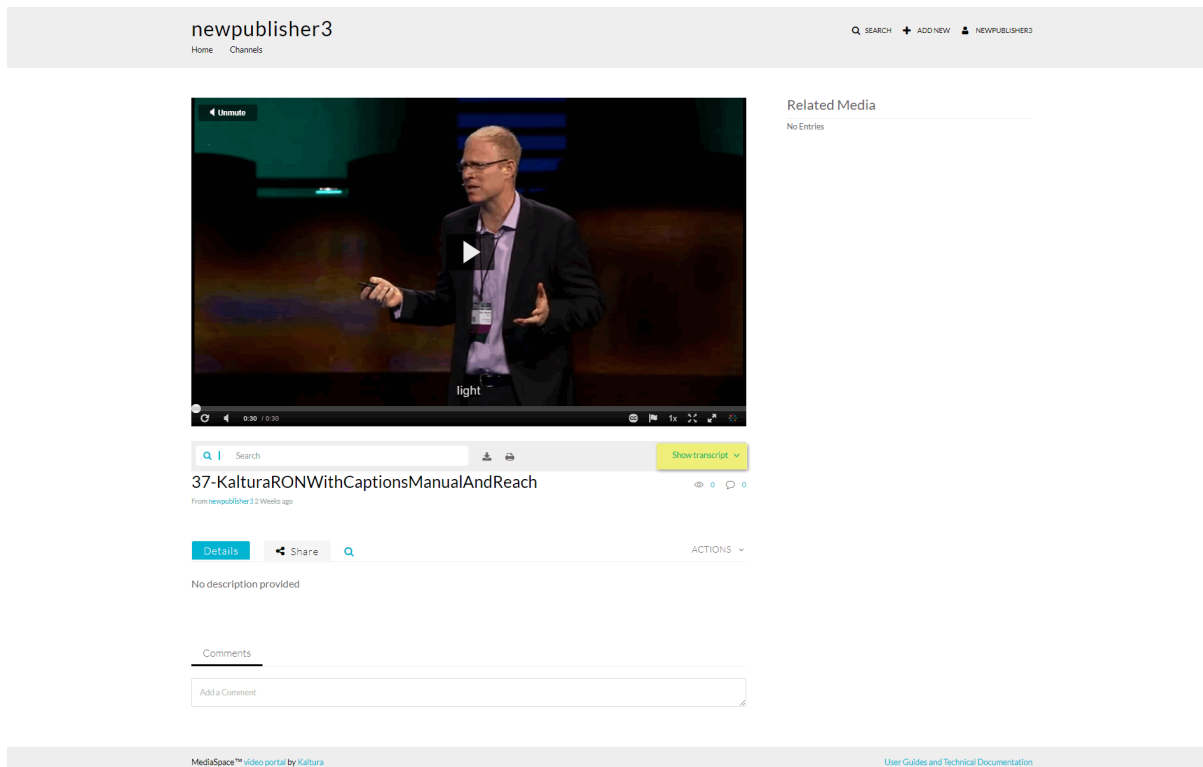 newpublisher3
Home Channels
SEARCH ADD NEW NEWPUBLISHER3
Unmute
light
0:30 / 0:30
1x
Related Media
No Entries
Search
Show transcript
37-KalturaRONWithCaptionsManualAndReach
0 0
From newpublisher3 2 Weeks ago
Details Share ACTIONS
No description provided
Comments
Add a Comment
MediaSpace™ video portal by Kaltura
User Guides and Technical Documentation